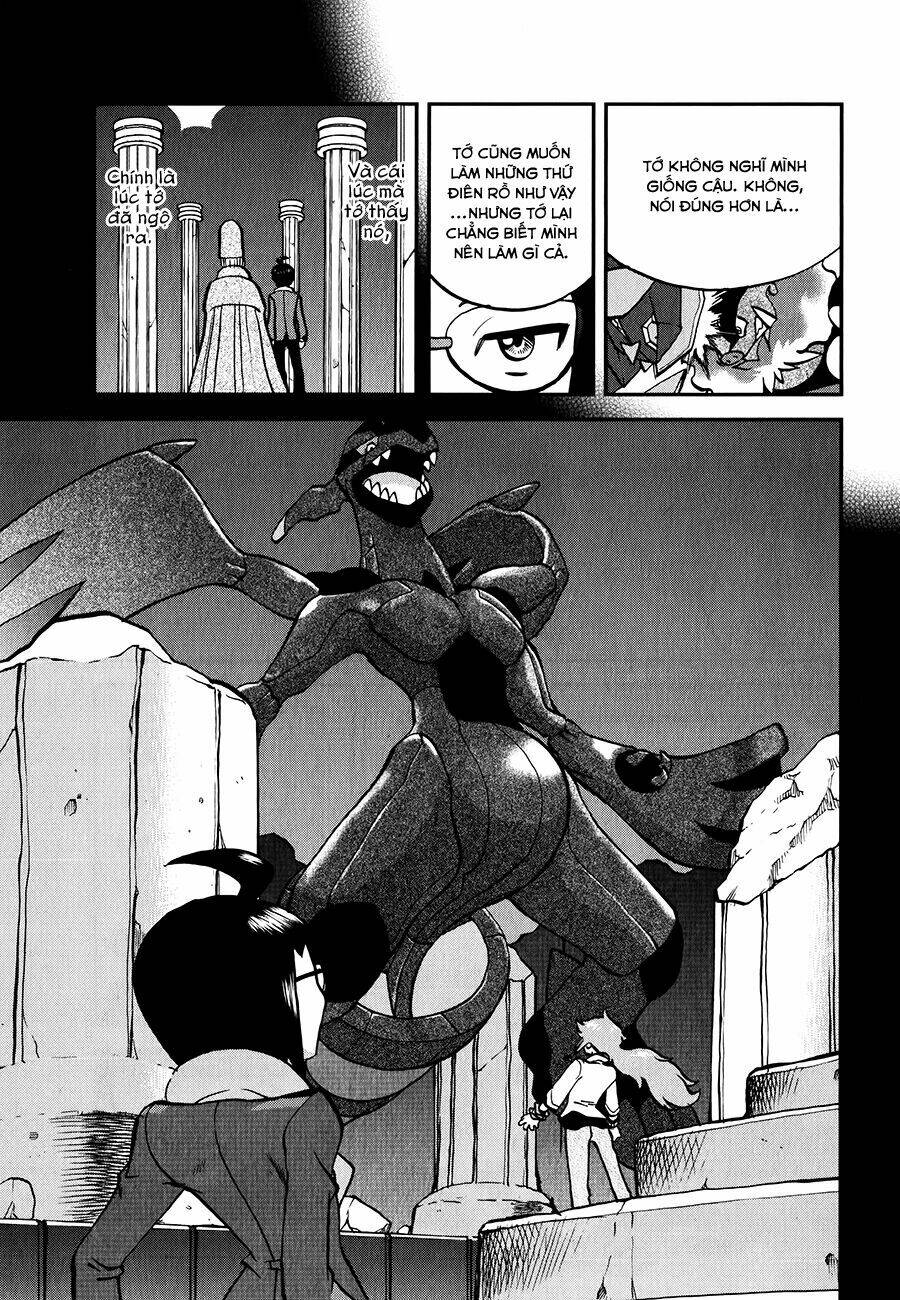 TỚ KHÔNG NGHĨ MÌNH
GIỐNG CẬU. KHÔNG,
NÓI ĐÚNG HƠN LÀ...
TỚ CŨNG MUỐN
LÀM NHỮNG THỨ
ĐIÊN RỒ NHƯ VẬY
...NHƯNG TỚ LẠI
CHẲNG BIẾT MÌNH
NÊN LÀM GÌ CẢ.
Và cái
lúc mà
tớ thấy
nó,
Chính là
lúc tớ
đã ngộ
ra.